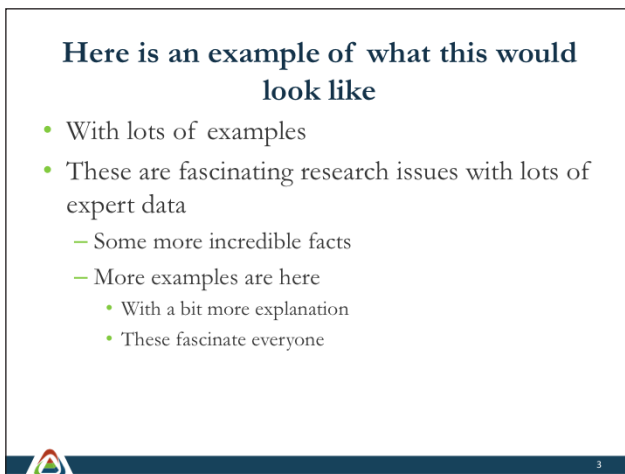 Here is an example of what this would
look like
• With lots of examples
• These are fascinating research issues with lots of
expert data
– Some more incredible facts
– More examples are here
• With a bit more explanation
• These fascinate everyone
3